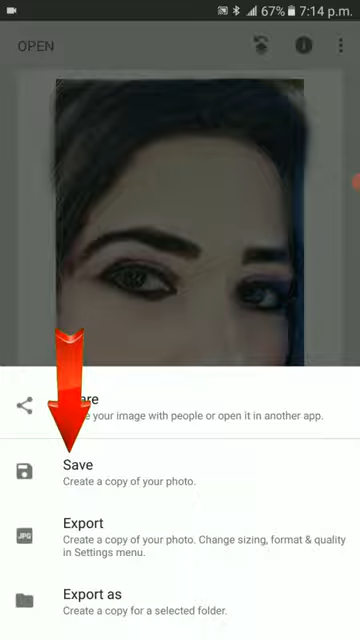 67% 7:14 p.m.
OPEN
are
your image with people or open it in another app.
Save
Create a copy of your photo.
JPG
Export
Create a copy of your photo. Change sizing, format & quality
in Settings menu.
Export as
Create a copy for a selected folder.